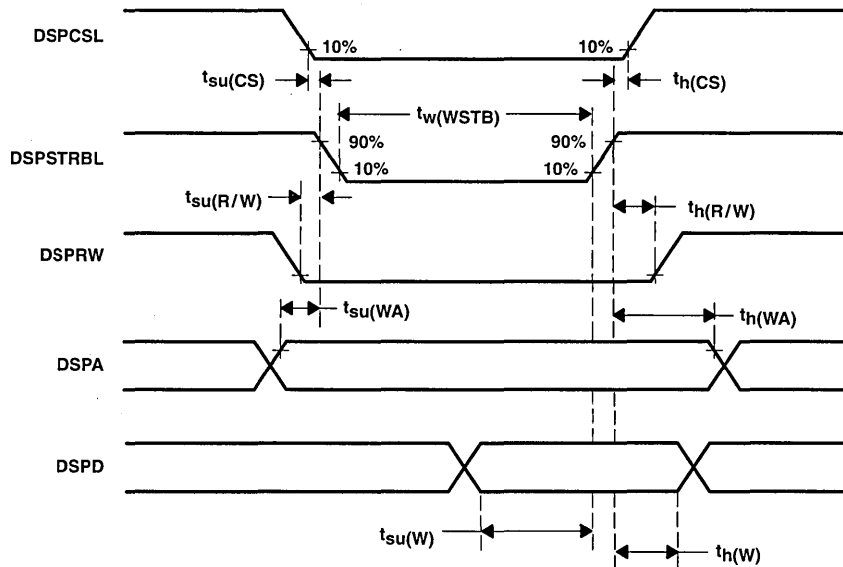 DSPCSL
10%
10%
tsu(CS)
th(CS)
tw(WSTB)
DSPSTRBL
90%
90%
10%
10%
tsu(R/W)
th(R/W)
DSPRW
tsu(WA)
th(WA)
DSPA
DSPD
tsu(W)
th(W)